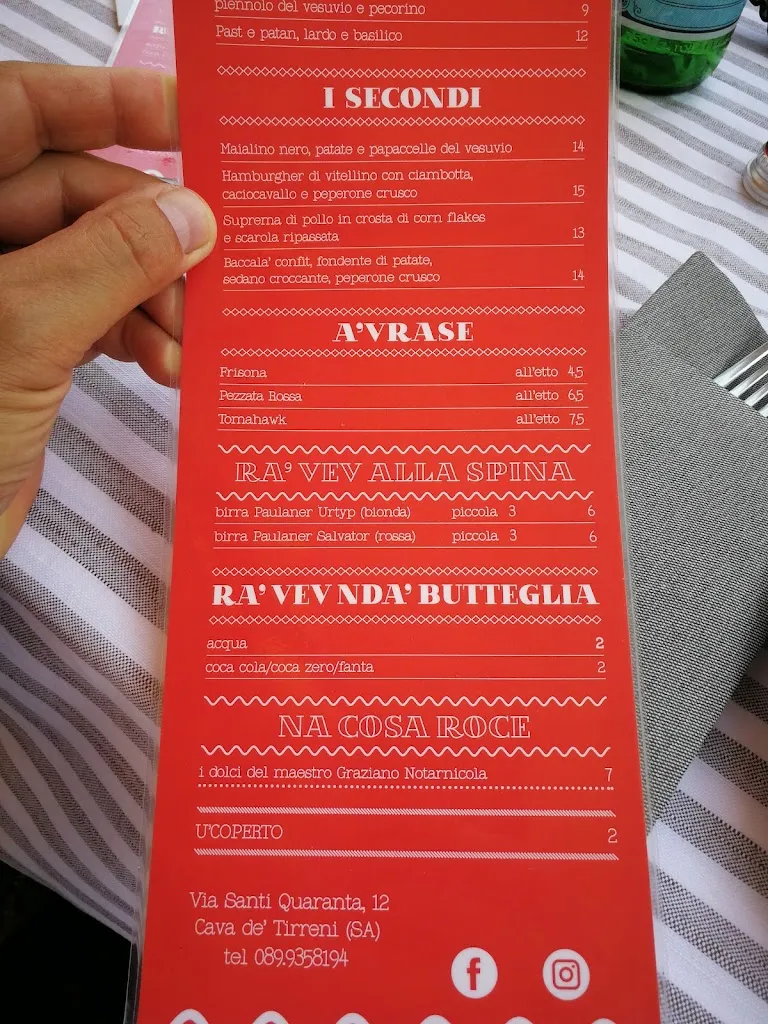 piennolo del vesuvio e pecorino 9
Past e patan, lardo e basilico 12
I SECONDI
Maialino nero, patate e papaccelle del vesuvio 14
Hamburgher di vitellino con ciambotta,
caciocavallo e peperone crusco 15
Suprema di pollo in crosta di corn flakes
e scarola ripassata 13
Baccala' confit, fondente di patate,
sedano croccante, peperone crusco 14
A'VRASE
Frisona all'etto 4,5
Pezzata Rossa all'etto 6,5
Tomahawk all'etto 7,5
RA' VEV ALLA SPINA
birra Paulaner Urtyp (bionda) piccola 3 6
birra Paulaner Salvator (rossa) piccola 3 6
RA' VEV NDA' BUTTEGLIA
acqua 2
coca cola/coca zero/fanta 2
NA COSA ROCE
i dolci del maestro Graziano Notarnicola 7
U'COPERTO 2
Via Santi Quaranta, 12
Cava de' Tirreni (SA)
tel 089.9358194